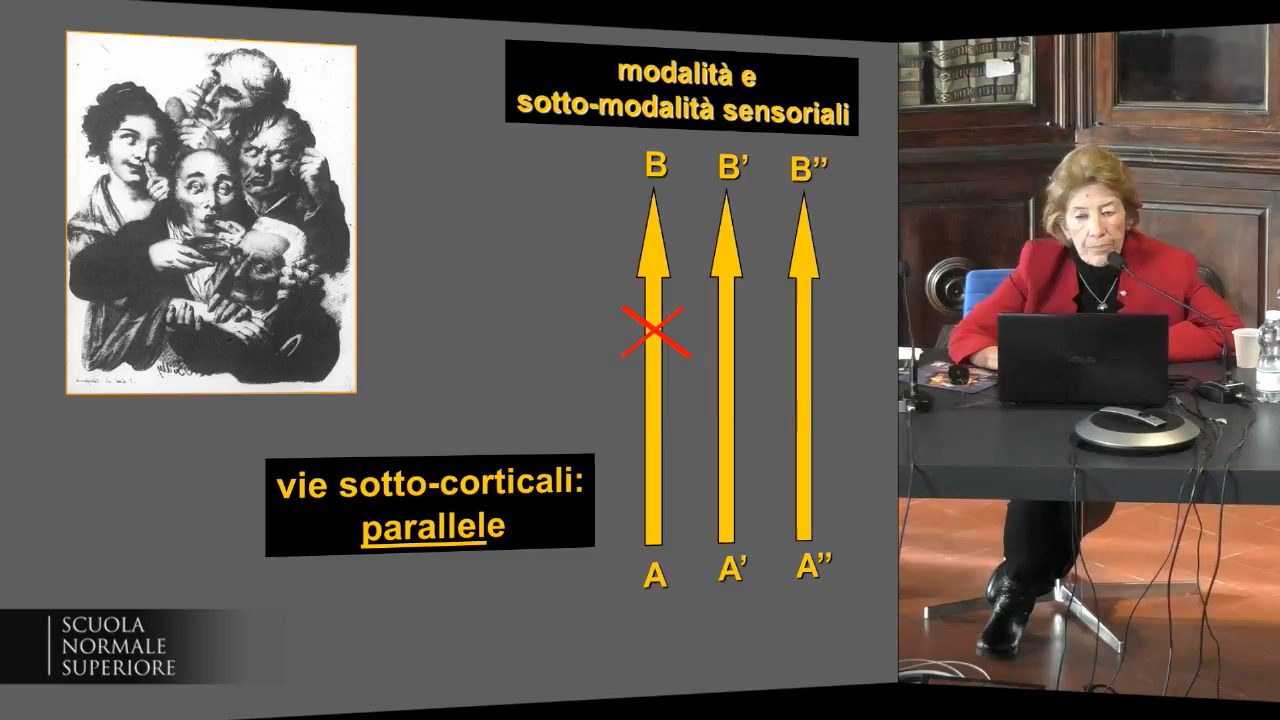 modalità e
sotto-modalità sensoriali
B B’ B’’
vie sotto-corticali:
parallele
A A’ A’’
SCUOLA
NORMALE
SUPERIORE